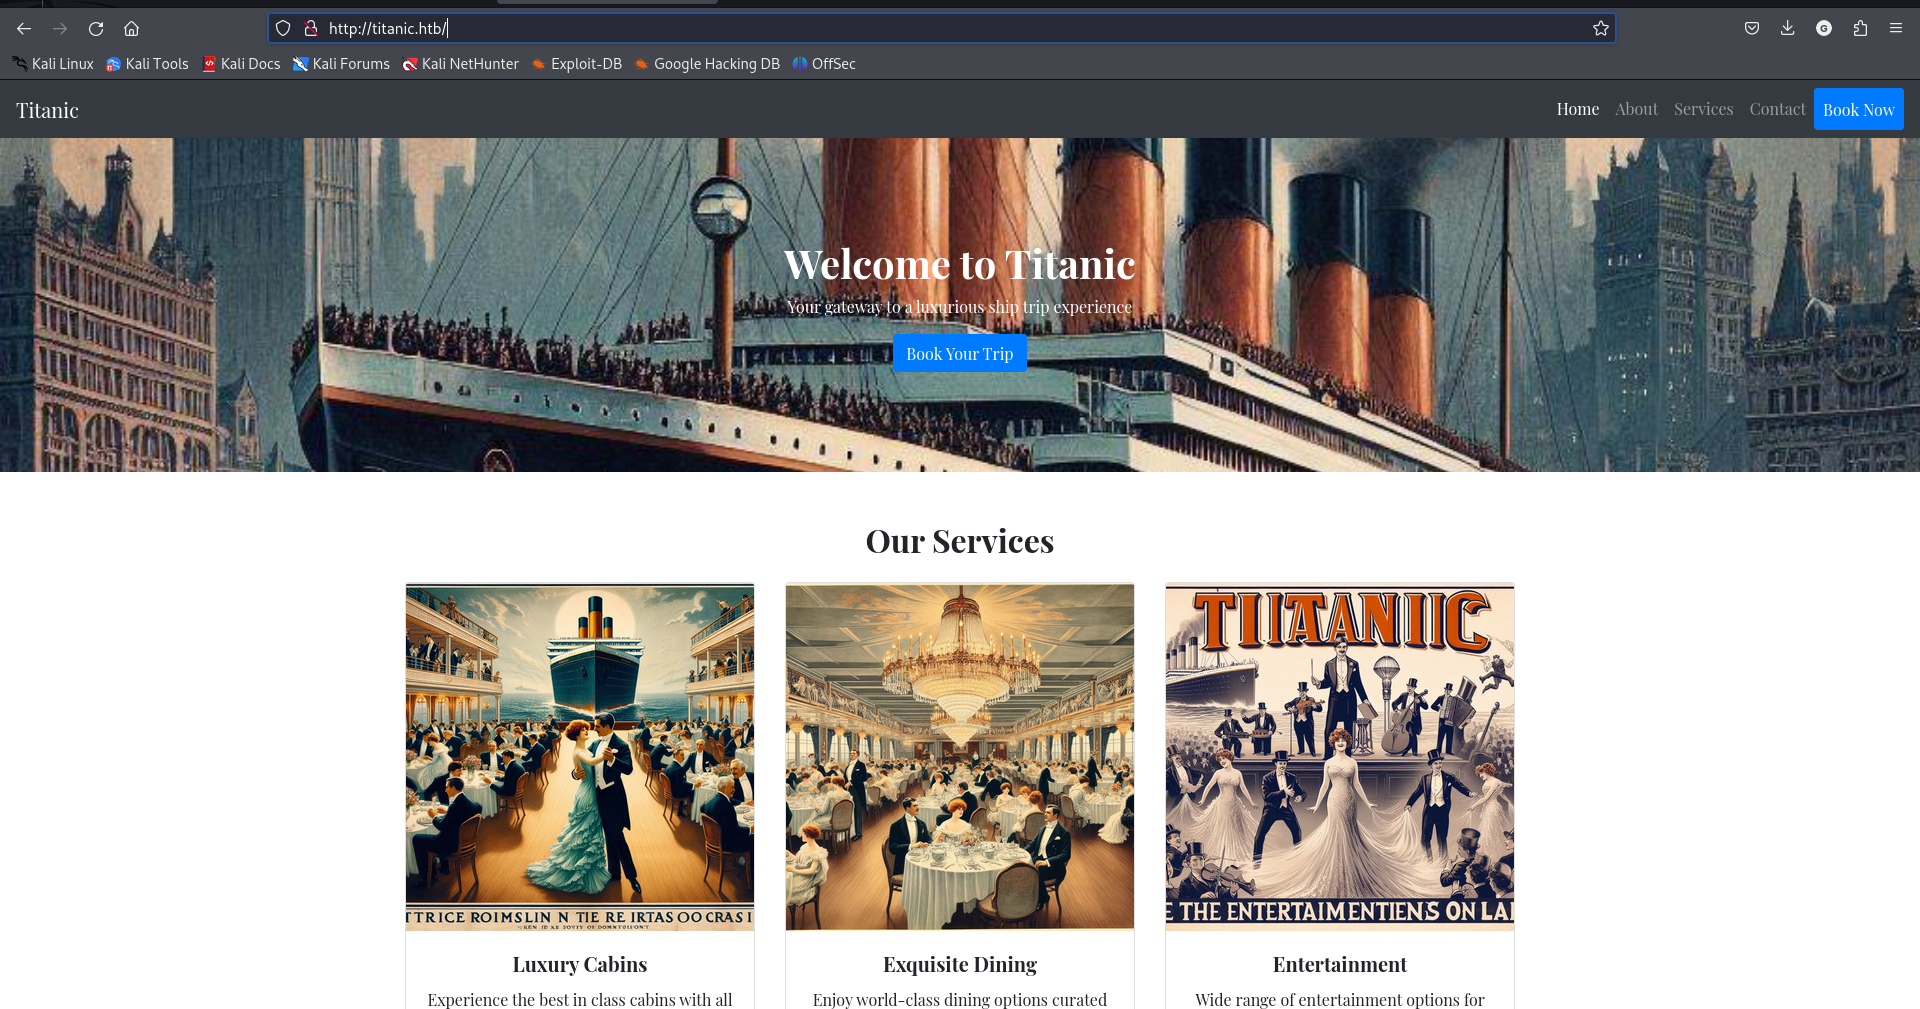 http://titanic.htb/
Kali Linux Kali Tools Kali Docs Kali Forums Kali NetHunter Exploit-DB Google Hacking DB OffSec
Titanic Home About Services Contact Book Now
Welcome to Titanic
Your gateway to a luxurious ship trip experience
Book Your Trip
Our Services
TITAANIIC
TTRICE ROIMSLIN N TIE RE IRTAS OO CRAS I
E THE ENTERTAIMENTIENS ON LAI
Luxury Cabins Exquisite Dining Entertainment
Experience the best in class cabins with all Enjoy world-class dining options curated Wide range of entertainment options for